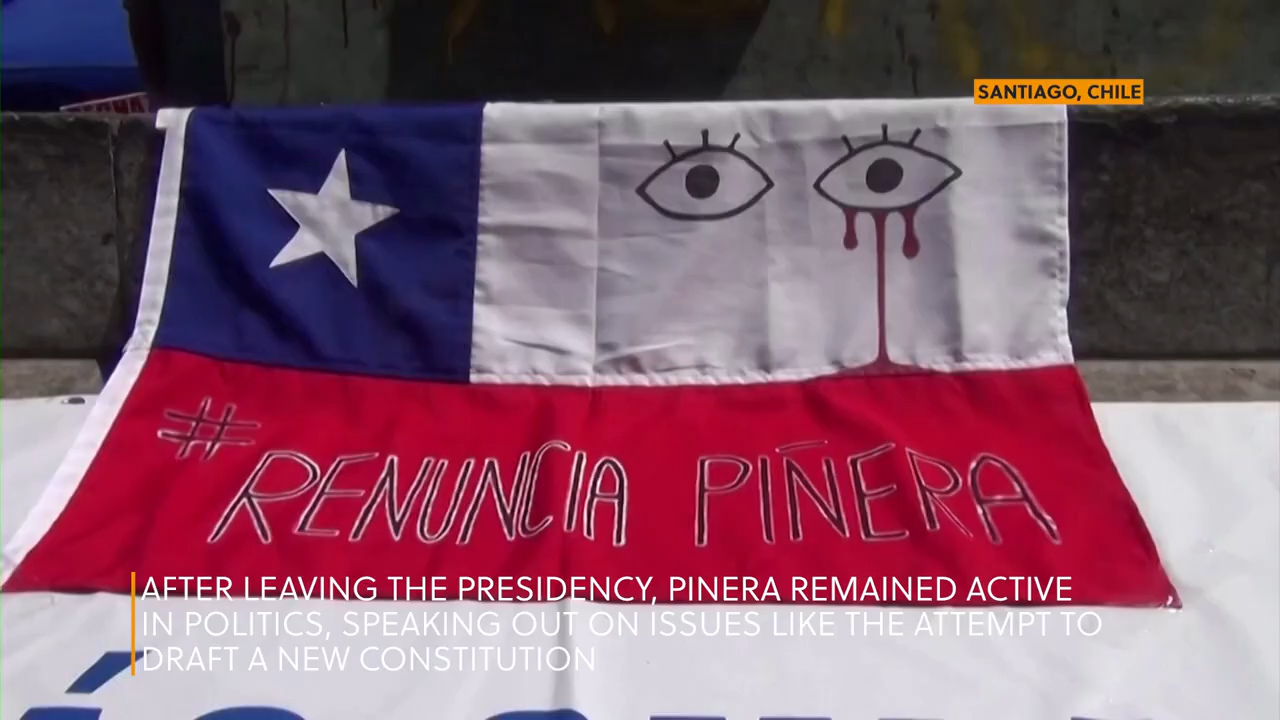 SANTIAGO, CHILE
#RENUNCIA PIÑERA
AFTER LEAVING THE PRESIDENCY, PINERA REMAINED ACTIVE
IN POLITICS, SPEAKING OUT ON ISSUES LIKE THE ATTEMPT TO
DRAFT A NEW CONSTITUTION